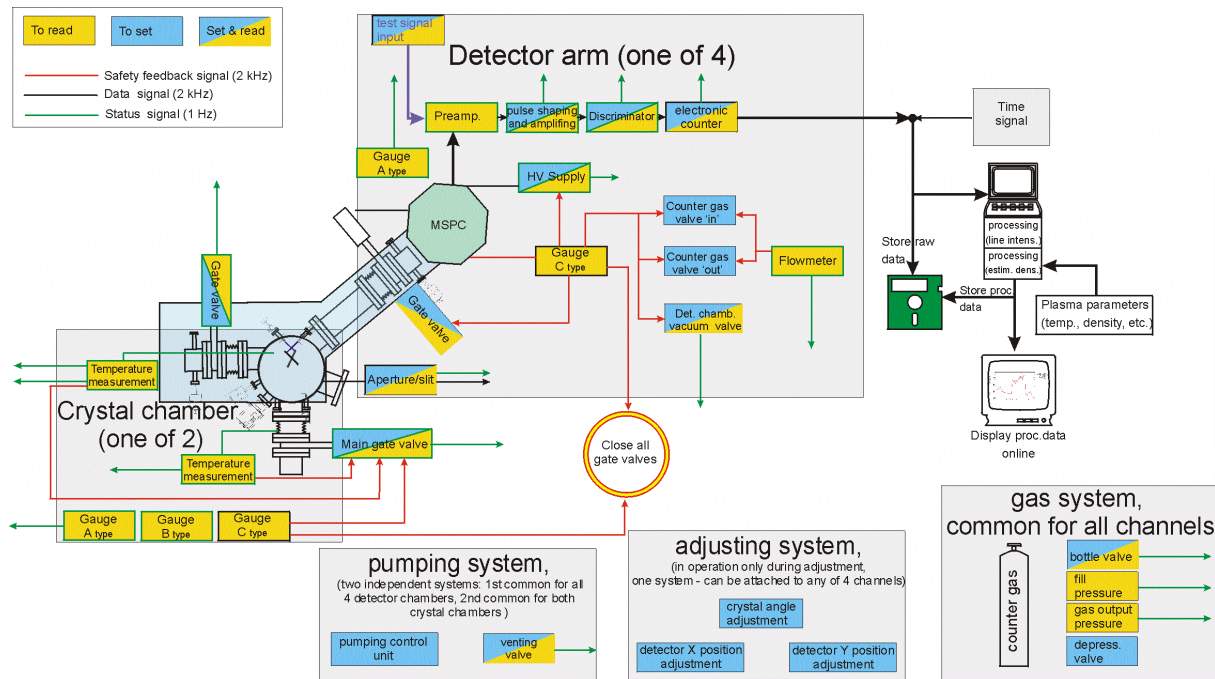 To read
To set
Set & read
Safety feedback signal (2 kHz)
Data signal (2 kHz)
Status signal (1 Hz)
test signal
input
Detector arm (one of 4)
Preamp.
pulse shaping
and amplifing
Discriminator
electronic
counter
Time
signal
Gauge
A type
HV Supply
MSPC
Counter gas
valve 'in'
Counter gas
valve 'out'
Gauge
C type
Flowmeter
Gate valve
Gate valve
Det. chamb.
vacuum valve
processing
(line intens.)
processing
(estim. dens.)
Store raw
data
Store proc.
data
Plasma parameters
(temp., density, etc.)
Display proc.data
online
Temperature
measurement
Aperture/slit
Crystal chamber
(one of 2)
Main gate valve
Temperature
measurement
Close all
gate valves
Gauge
A type
Gauge
B type
Gauge
C type
pumping system,
(two independent systems: 1st common for all
4 detector chambers, 2nd common for both
crystal chambers )
pumping control
unit
venting
valve
adjusting system,
(in operation only during adjustment,
one system - can be attached to any of 4 channels)
crystal angle
adjustment
detector X position
adjustment
detector Y position
adjustment
gas system,
common for all channels
counter gas
bottle valve
fill
pressure
gas output
pressure
depress.
valve